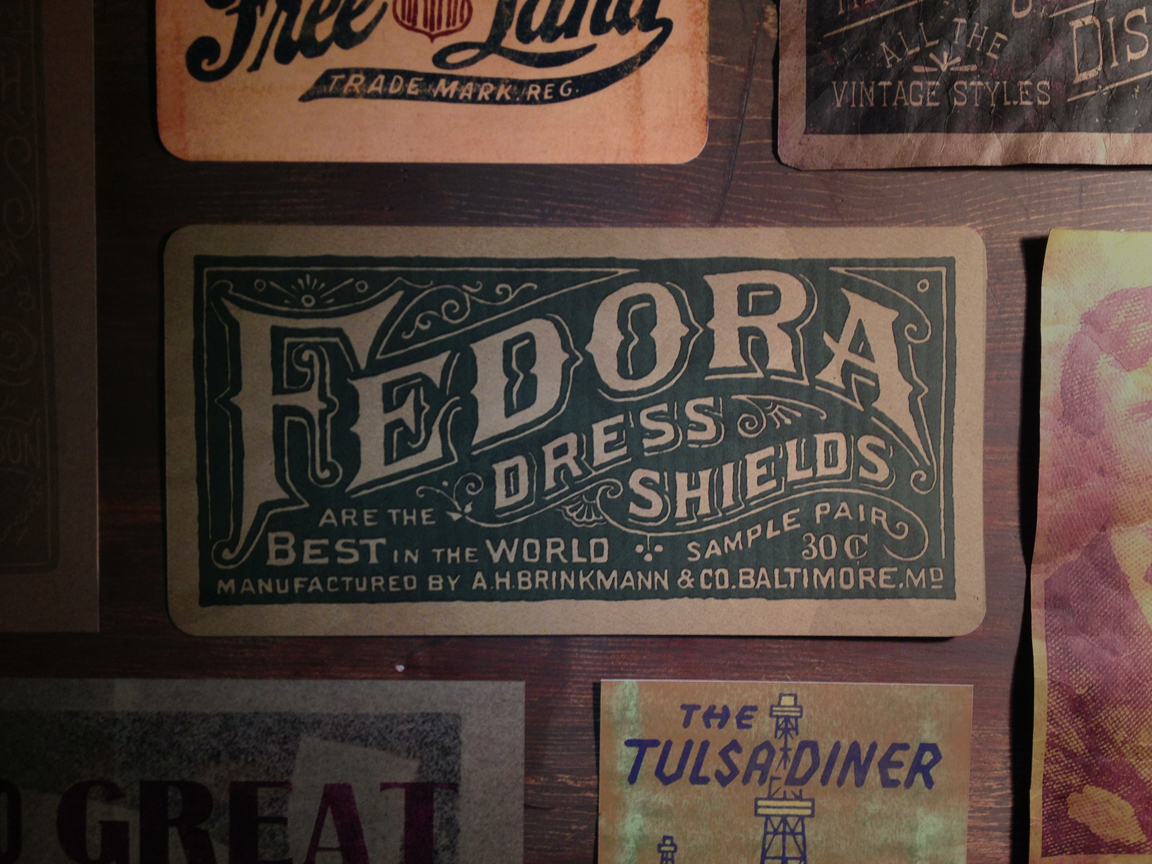 Free Land
TRADE MARK REG.
ALL THE
VINTAGE STYLES
DIS
FEDORA
DRESS
SHIELDS
ARE THE
BEST IN THE WORLD
SAMPLE PAIR
30 ¢
MANUFACTURED BY A.H.BRINKMANN & CO.BALTIMORE.MD
GREAT
THE
TULSA DINER